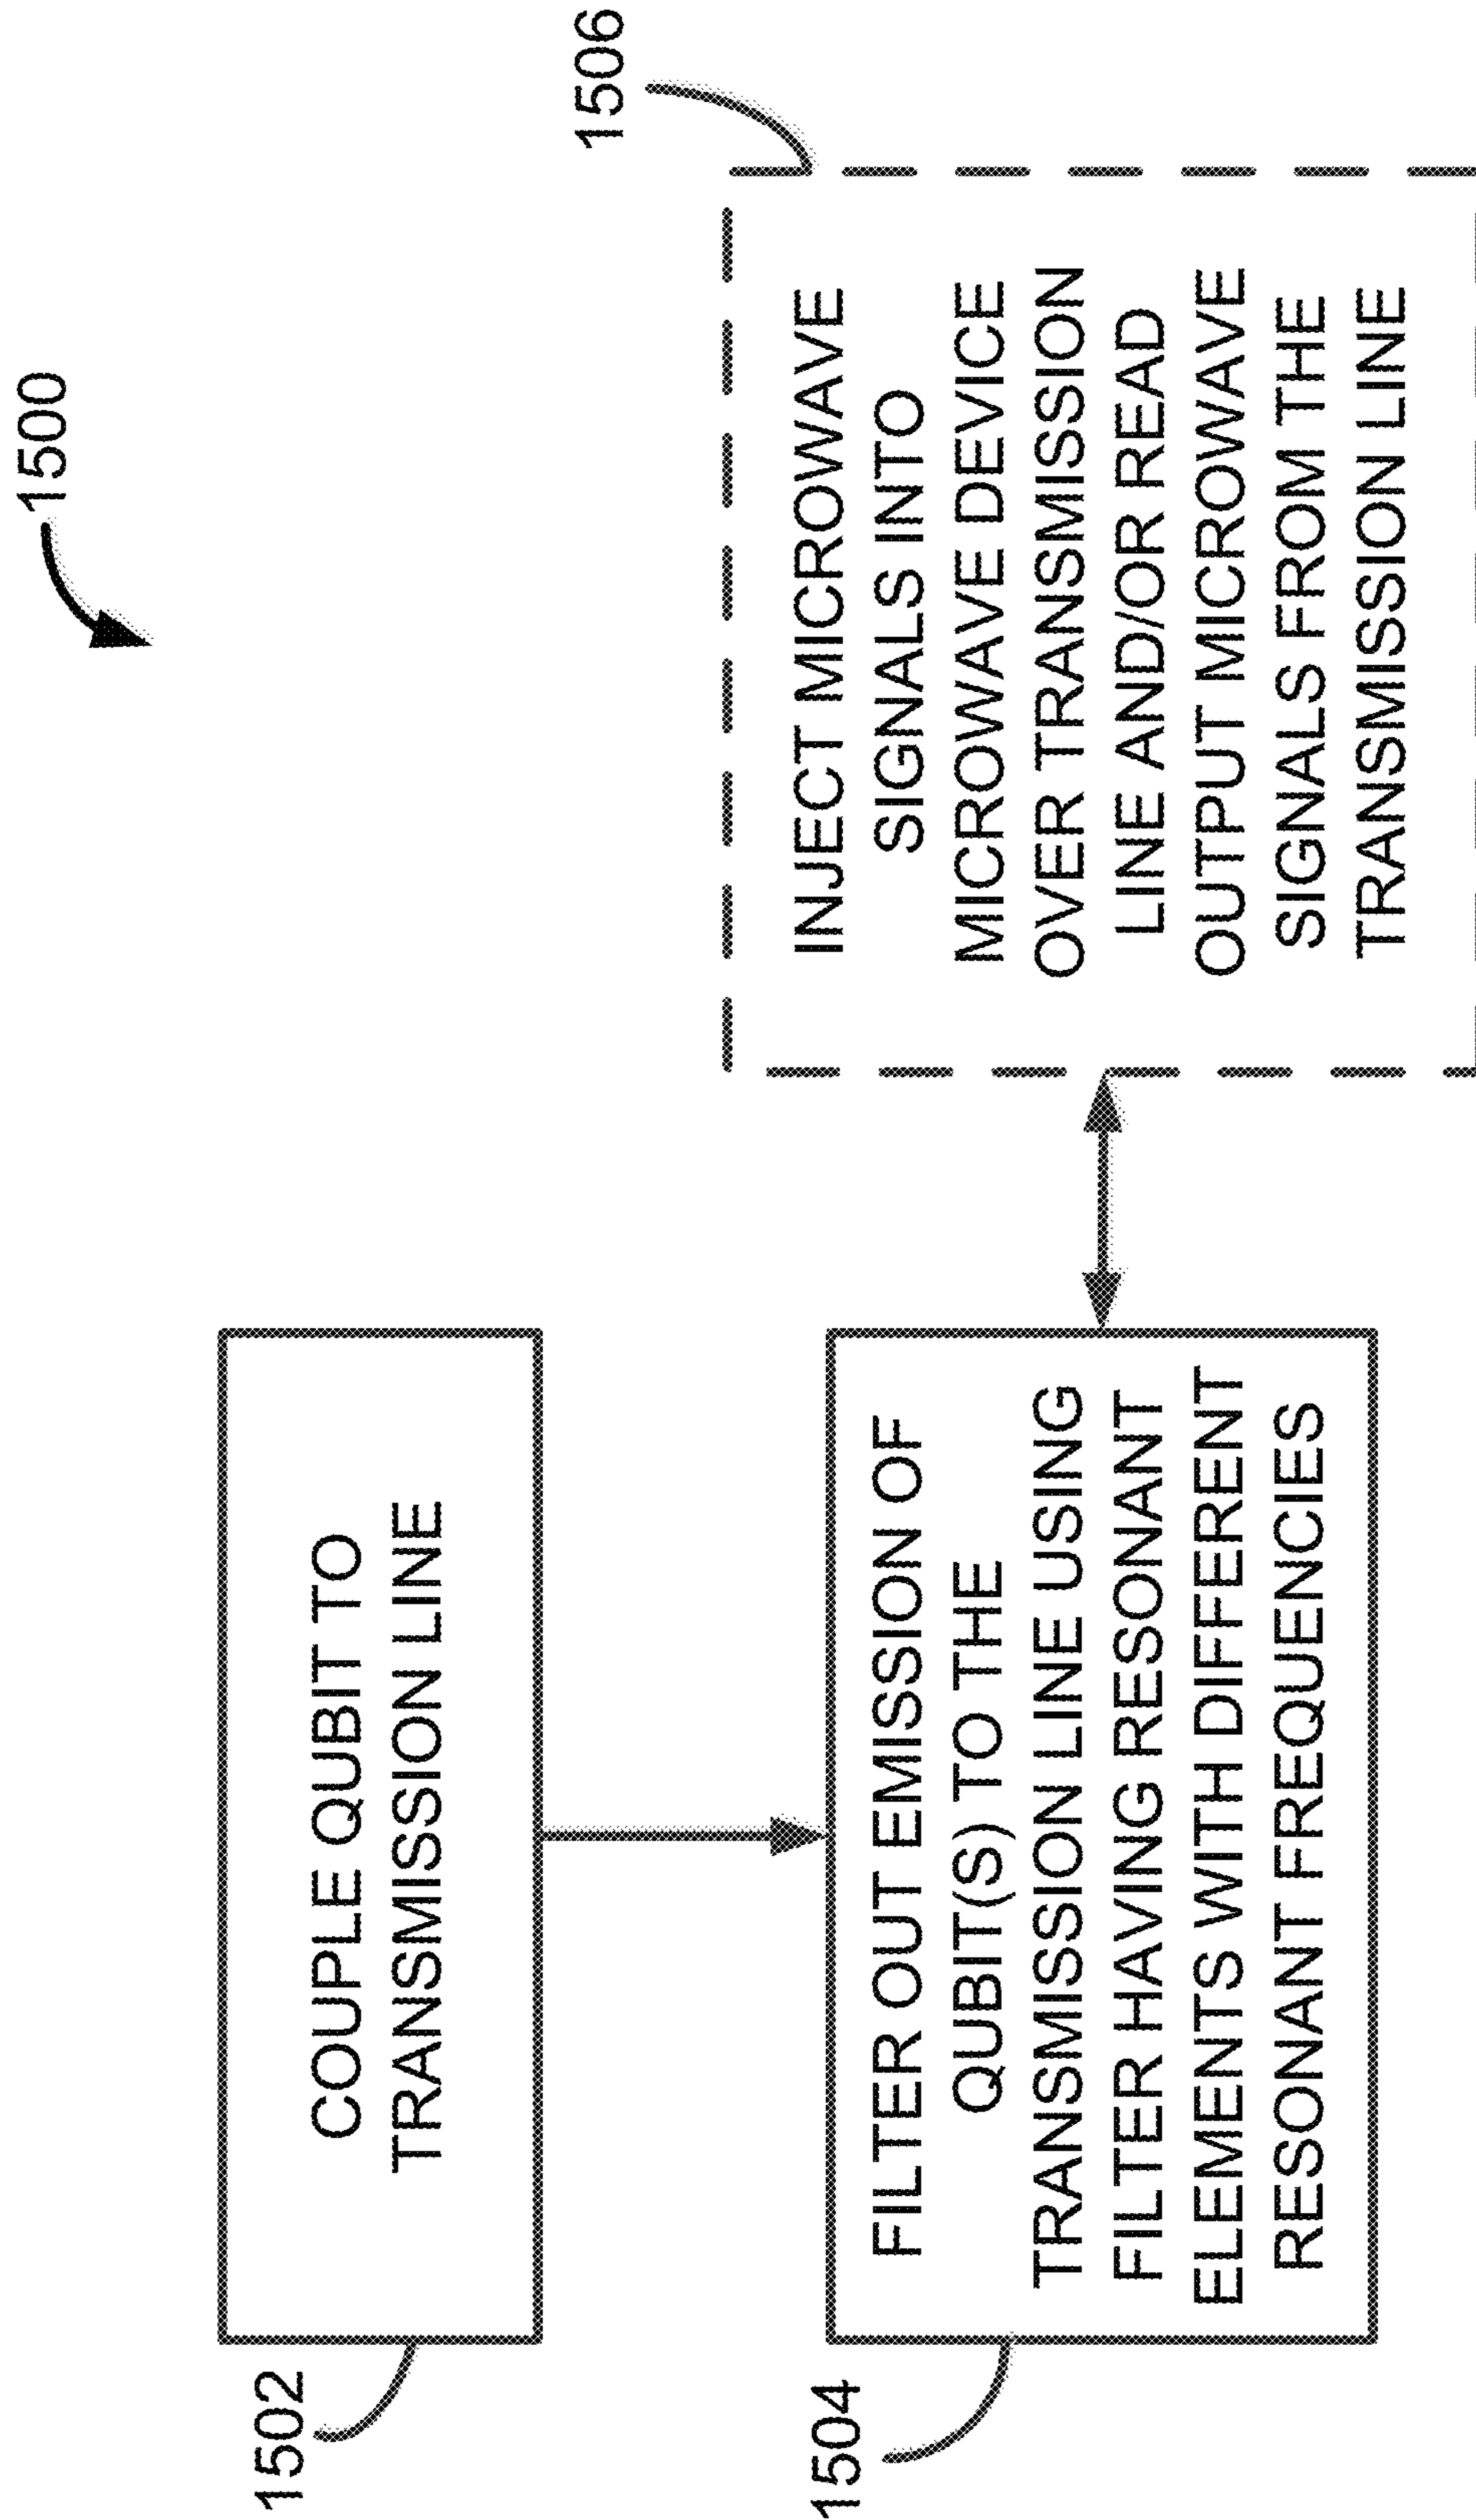 1500
1502
COUPLE QUBIT TO
TRANSMISSION LINE
1504
FILTER OUT EMISSION OF
QUBIT(S) TO THE
TRANSMISSION LINE USING
FILTER HAVING RESONANT
ELEMENTS WITH DIFFERENT
RESONANT FREQUENCIES
1506
INJECT MICROWAVE
SIGNALS INTO
MICROWAVE DEVICE
OVER TRANSMISSION
LINE AND/OR READ
OUTPUT MICROWAVE
SIGNALS FROM THE
TRANSMISSION LINE